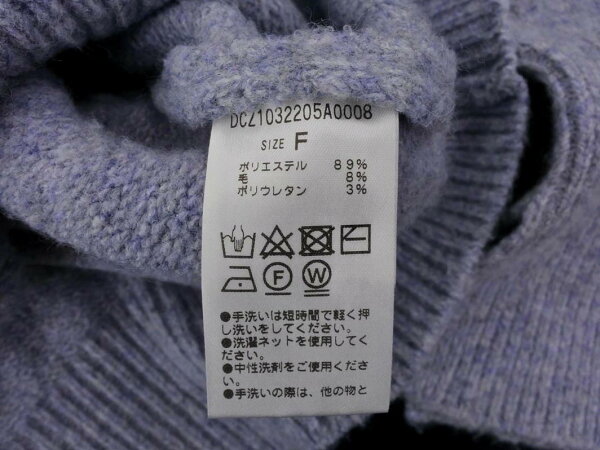 DCZ1032205A0008
SIZE F
ポリエステル 89%
毛 8%
ポリウレタン 3%
F W
●手洗いは短時間で軽く押
し洗いをしてください。
●洗濯ネットを使用してく
ださい。
●中性洗剤をご使用くださ
い。
●手洗いの際は、他の物と